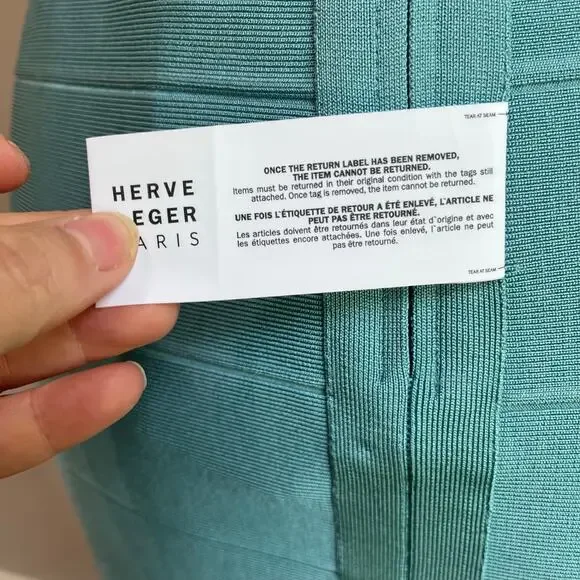 TEAR AT SEAM
HERVE
EGER
ARIS
ONCE THE RETURN LABEL HAS BEEN REMOVED,
THE ITEM CANNOT BE RETURNED.
Items must be returned in their original condition with the tags still
attached. Once tag is removed, the item cannot be returned.
UNE FOIS L'ÉTIQUETTE DE RETOUR A ÉTÉ ENLEVÉ, L'ARTICLE NE
PEUT PAS ÊTRE RETOURNÉ.
Les articles doivent être retournés dans leur état d`origine et avec
les étiquettes encore attachées. Une fois enlevé, l`article ne peut
pas être retourné.
TEAR AT SEAM